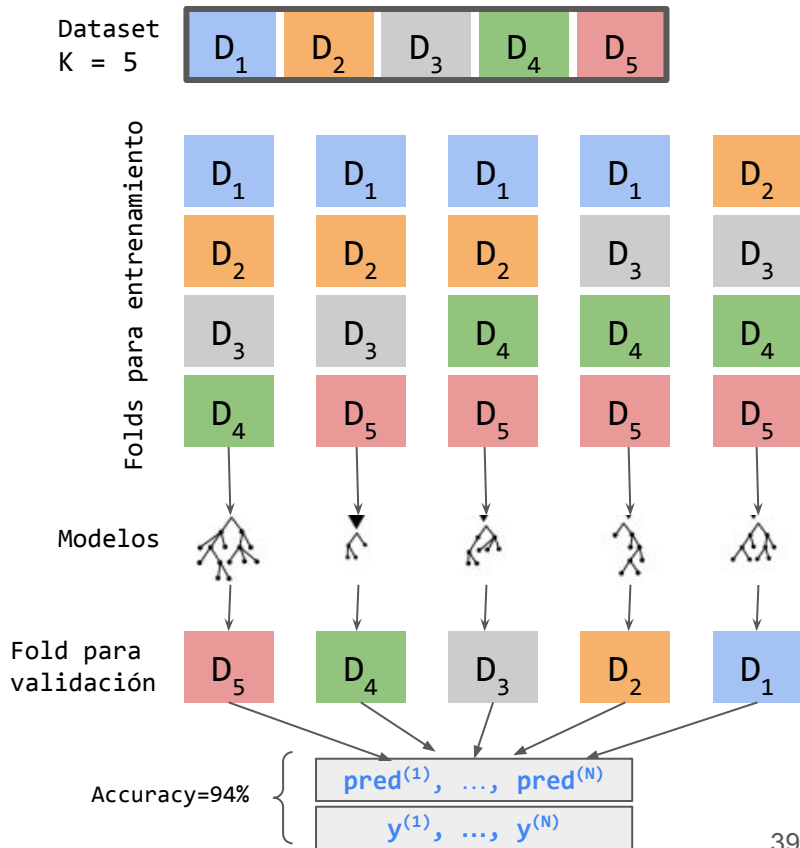 Dataset
K = 5
D₁ D₂ D₃ D₄ D₅
Folds para entrenamiento
D₁ D₁ D₁ D₁ D₂
D₂ D₂ D₂ D₃ D₃
D₃ D₃ D₄ D₄ D₄
D₄ D₅ D₅ D₅ D₅
Modelos
Fold para
validación
D₅ D₄ D₃ D₂ D₁
Accuracy=94%
pred⁽¹⁾, ..., pred⁽ᴺ⁾
y⁽¹⁾, ..., y⁽ᴺ⁾
39